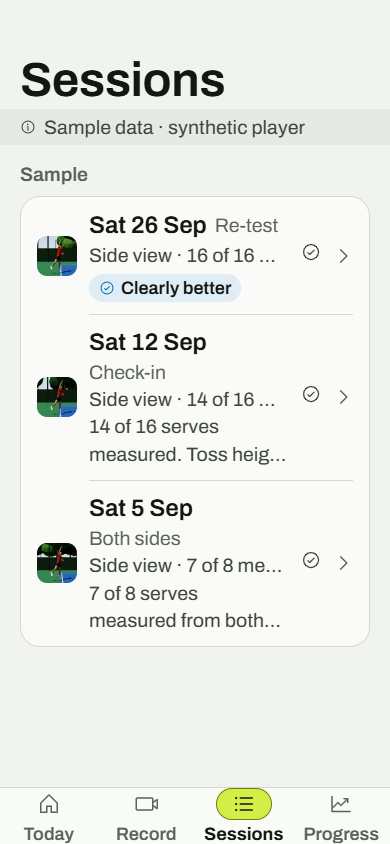 Sessions
Sample data · synthetic player
Sample
Sat 26 Sep Re-test
Side view · 16 of 16 ...
Clearly better
Sat 12 Sep
Check-in
Side view · 14 of 16 ...
14 of 16 serves
measured. Toss heig...
Sat 5 Sep
Both sides
Side view · 7 of 8 me...
7 of 8 serves
measured from both...
Today Record Sessions Progress